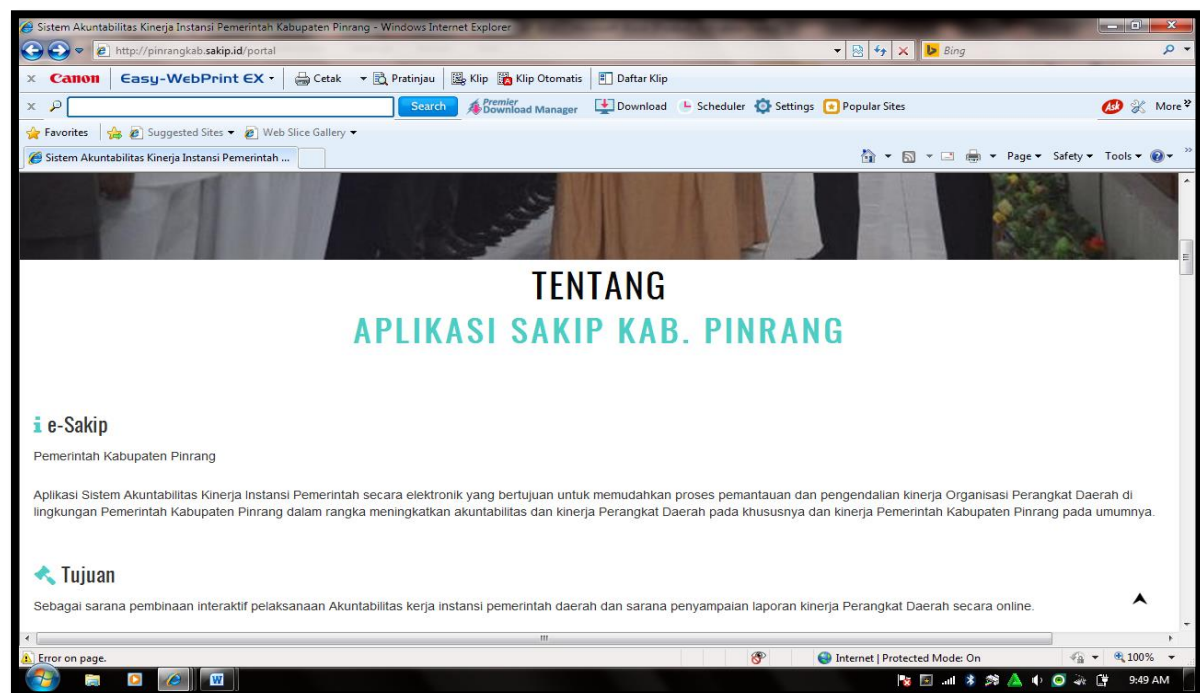 Sistem Akuntabilitas Kinerja Instansi Pemerintah Kabupaten Pinrang - Windows Internet Explorer
http://pinrangkab.sakip.id/portal
Bing
x Canon Easy-WebPrint EX Cetak Pratinjau Klip Klip Otomatis Daftar Klip
x Search Premier Download Manager Download Scheduler Settings Popular Sites Ask More
Favorites Suggested Sites Web Slice Gallery
Sistem Akuntabilitas Kinerja Instansi Pemerintah ... Page Safety Tools
TENTANG
APLIKASI SAKIP KAB. PINRANG
e-Sakip
Pemerintah Kabupaten Pinrang
Aplikasi Sistem Akuntabilitas Kinerja Instansi Pemerintah secara elektronik yang bertujuan untuk memudahkan proses pemantauan dan pengendalian kinerja Organisasi Perangkat Daerah di
lingkungan Pemerintah Kabupaten Pinrang dalam rangka meningkatkan akuntabilitas dan kinerja Perangkat Daerah pada khususnya dan kinerja Pemerintah Kabupaten Pinrang pada umumnya.
Tujuan
Sebagai sarana pembinaan interaktif pelaksanaan Akuntabilitas kerja instansi pemerintah daerah dan sarana penyampaian laporan kinerja Perangkat Daerah secara online.
Error on page. Internet | Protected Mode: On 100%
9:49 AM